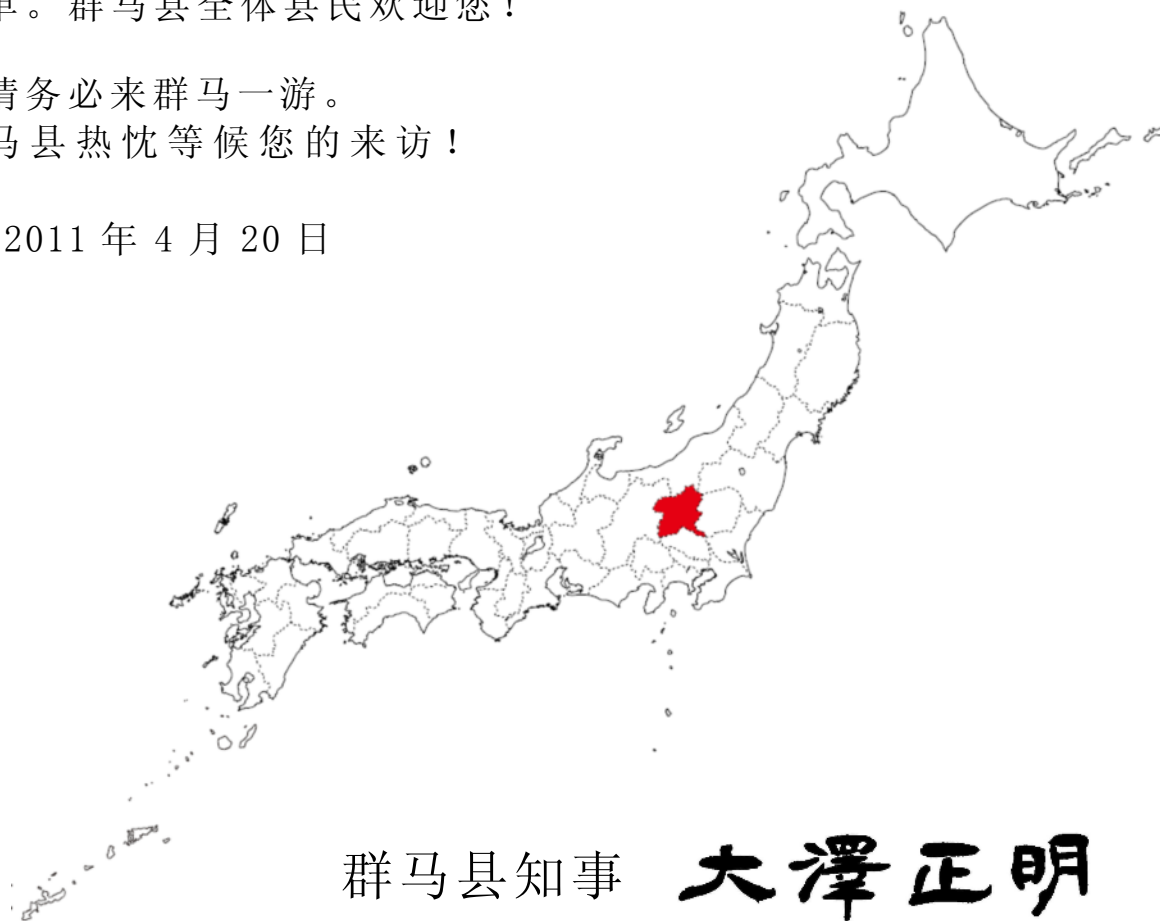 。群马县全体县民欢迎您！
请务必来群马一游。
马县热忱等候您的来访！
2011 年 4 月 20 日
群马县知事 大澤正明